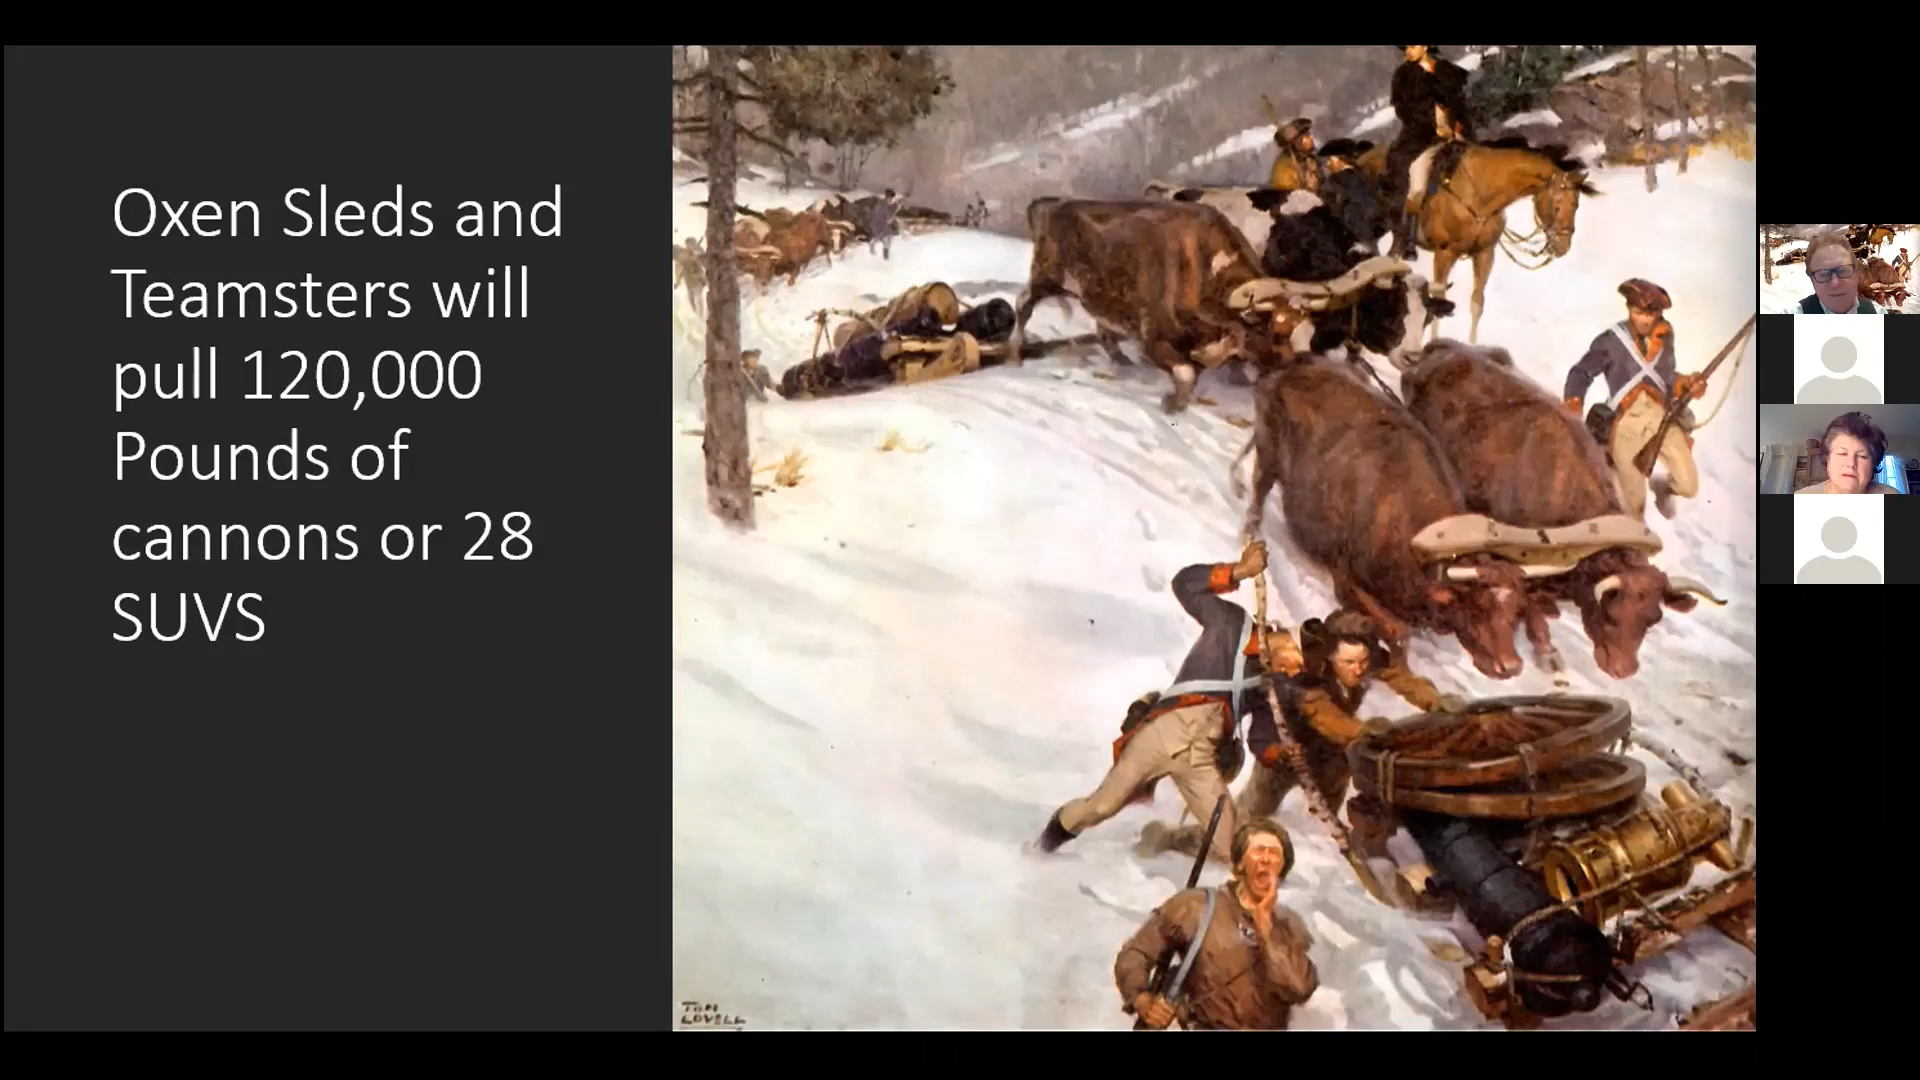 Oxen Sleds and
Teamsters will
pull 120,000
Pounds of
cannons or 28
SUVS
TOM
LOVELL